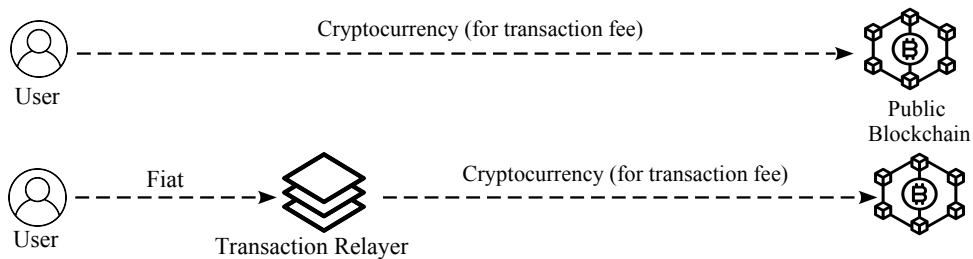 Cryptocurrency (for transaction fee)
User
Public
Blockchain
Fiat
Cryptocurrency (for transaction fee)
User
Transaction Relayer